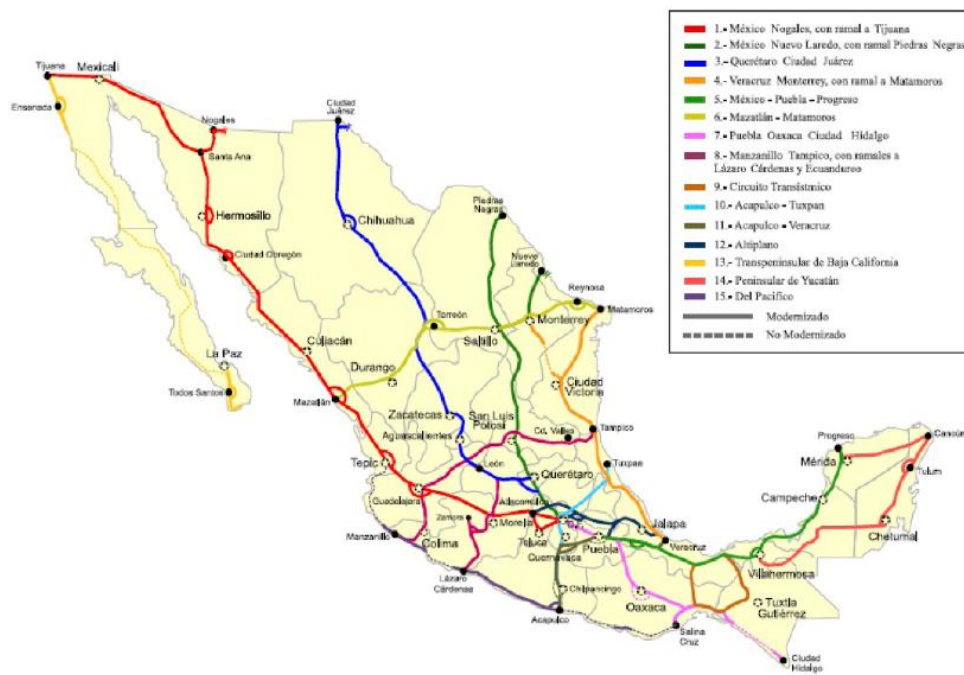 1.- México Nogales, con ramal a Tijuana
2.- México Nuevo Laredo, con ramal Piedras Negras
3.- Querétaro Ciudad Juárez
4.- Veracruz Monterrey, con ramal a Matamoros
5.- México - Puebla - Progreso
6.- Mazatlán - Matamoros
7.- Puebla Oaxaca Ciudad Hidalgo
8.- Manzanillo Tampico, con ramales a
Lázaro Cárdenas y Ecuandureo
9.- Circuito Transístmico
10.- Acapulco - Tuxpan
11.- Acapulco - Veracruz
12.- Altiplano
13.- Transpeninsular de Baja California
14.- Peninsular de Yucatán
15.- Del Pacífico
Modernizado
No Modernizado
Tijuana
Mexicali
Ensenada
Nogales
Santa Ana
Ciudad
Juárez
Hermosillo
Chihuahua
Piedras
Negras
Ciudad Obregón
Nuevo
Laredo
Reynosa
Matamoros
Monterrey
Torreón
Saltillo
Culiacán
La Paz
Durango
Todos Santos
Mazatlán
Ciudad
Victoria
Zacatecas
San Luis
Potosí
Aguascalientes
Cd. Valles
Tampico
Tepic
León
Querétaro
Tuxpan
Guadalajara
Atlacomulco
Zamora
Morelia
Toluca
Jalapa
Manzanillo
Colima
Cuernavaca
Puebla
Veracruz
Lázaro
Cárdenas
Chilpancingo
Acapulco
Oaxaca
Salina
Cruz
Tuxtla
Gutiérrez
Villahermosa
Ciudad
Hidalgo
Progreso
Mérida
Cancún
Tulum
Campeche
Chetumal